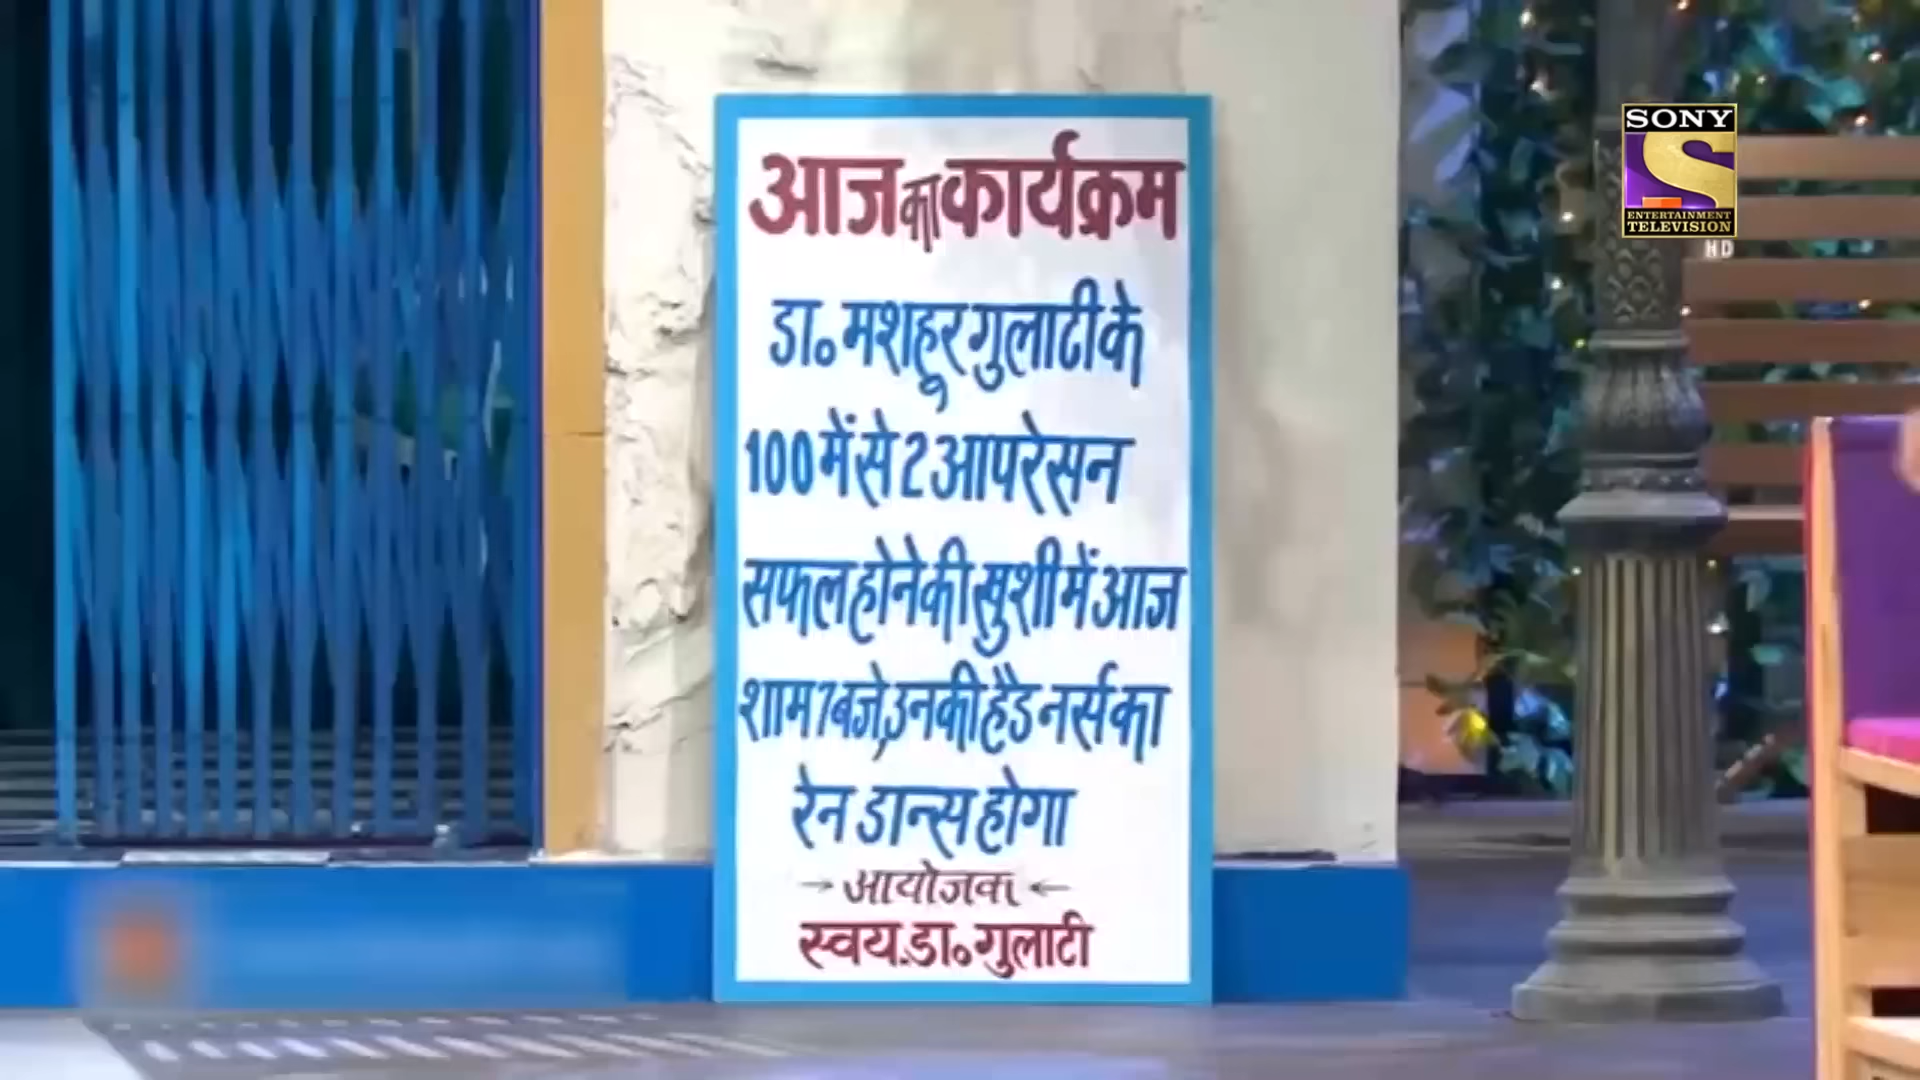 आज का कार्यक्रम
डा॰ मशहूर गुलाटी के
100 में से 2 आपरेसन
सफल होने की खुशी में आज
शाम 7 बजे, उनकी हैड नर्स का
रेन डान्स होगा
→ आयोजक ←
स्वय. डा॰ गुलाटी
SONY
ENTERTAINMENT
TELEVISION
HD